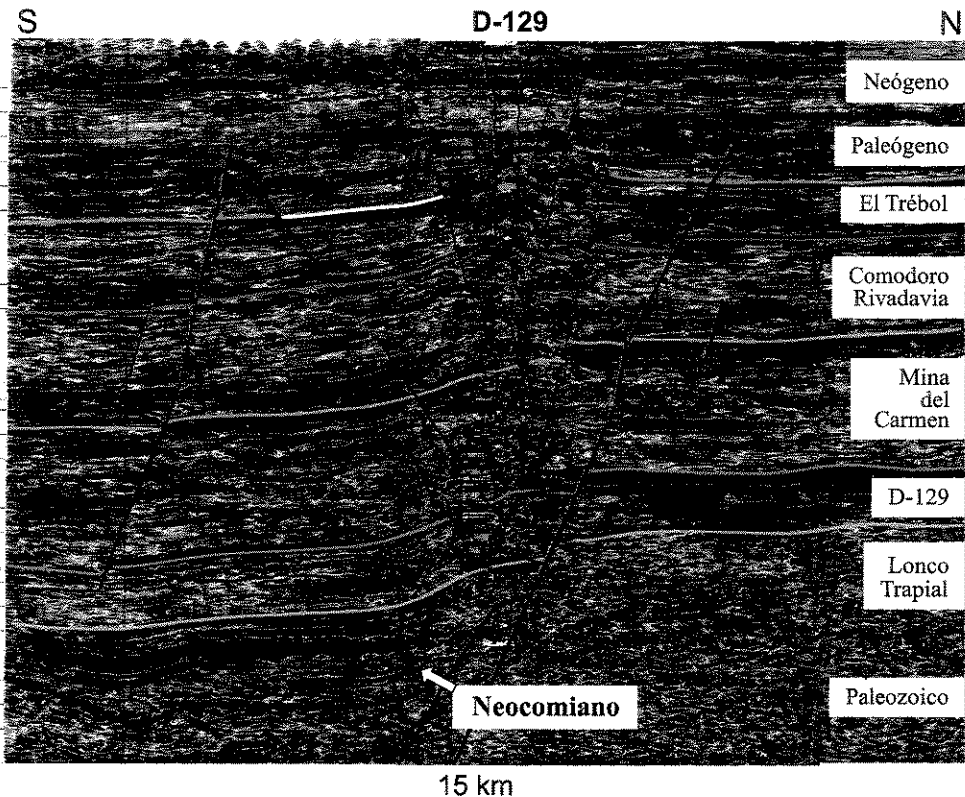 S
D-129
N
Neógeno
Paleógeno
El Trébol
Comodoro
Rivadavia
Mina
del
Carmen
D-129
Lonco
Trapial
Neocomiano
Paleozoico
15 km